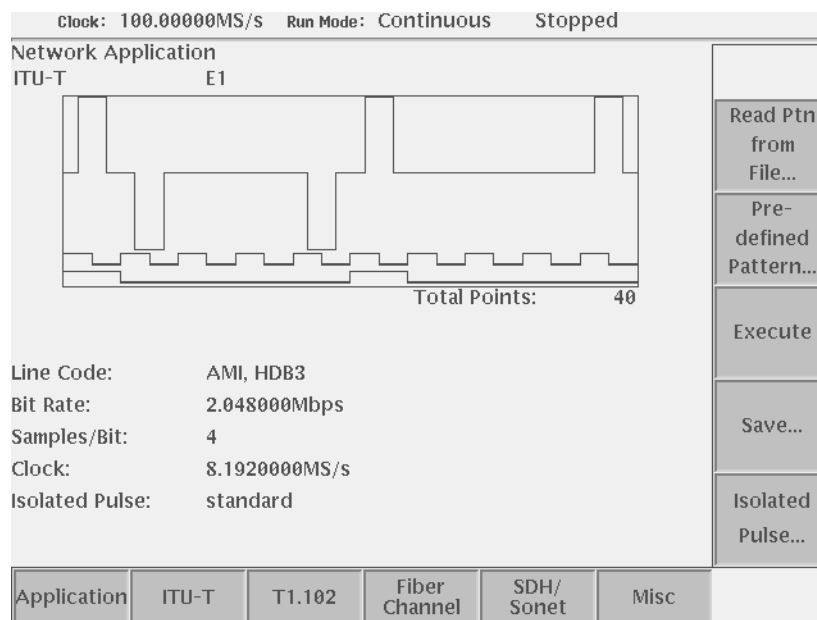 Clock: 100.00000MS/s Run Mode: Continuous Stopped
Network Application
ITU-T E1
Total Points: 40
Line Code: AMI, HDB3
Bit Rate: 2.048000Mbps
Samples/Bit: 4
Clock: 8.1920000MS/s
Isolated Pulse: standard
Read Ptn
from
File...
Pre-
defined
Pattern...
Execute
Save...
Isolated
Pulse...
Application
ITU-T
T1.102
Fiber
Channel
SDH/
Sonet
Misc